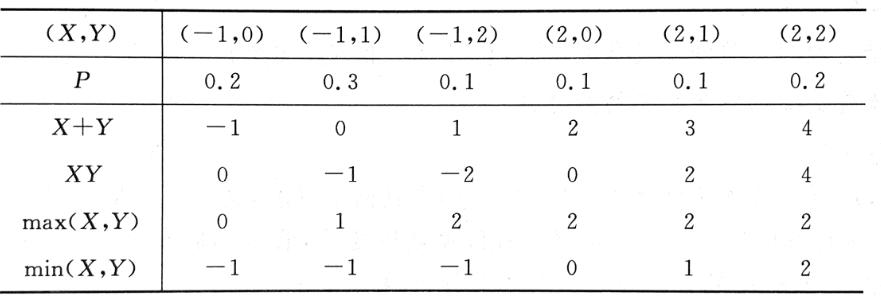 (X,Y) (−1,0) (−1,1) (−1,2) (2,0) (2,1) (2,2)
P 0.2 0.3 0.1 0.1 0.1 0.2
X+Y −1 0 1 2 3 4
XY 0 −1 −2 0 2 4
max(X,Y) 0 1 2 2 2 2
min(X,Y) −1 −1 −1 0 1 2